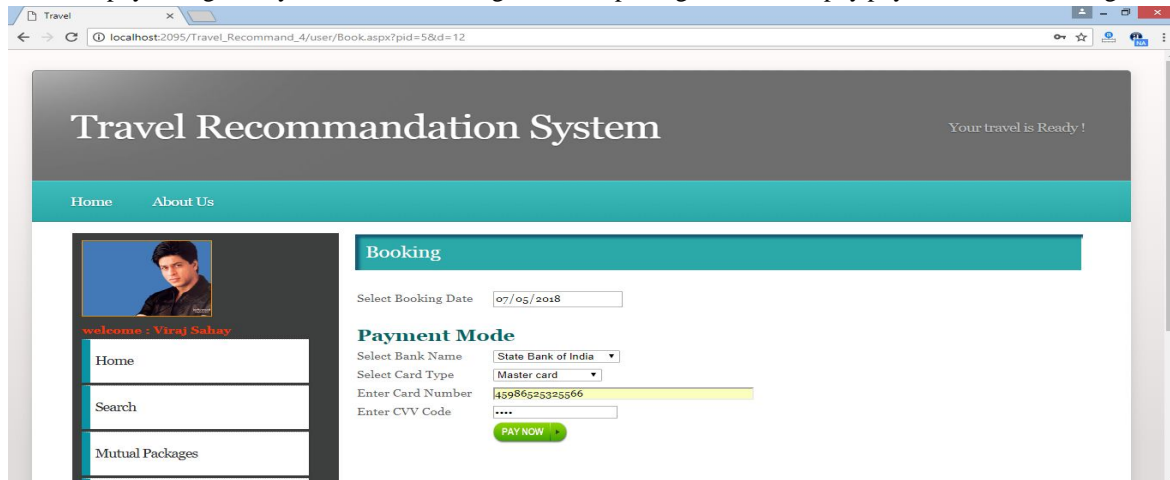 Travel
localhost:2095/Travel_Recommand_4/user/Book.aspx?pid=5&d=12
NA
Travel Recommandation System
Your travel is Ready !
Home About Us
Booking
Select Booking Date 07/05/2018
welcome : Viraj Sahay
Payment Mode
Home
Select Bank Name State Bank of India
Select Card Type Master card
Enter Card Number 45986525325566
Search
Enter CVV Code ••••
PAY NOW
Mutual Packages